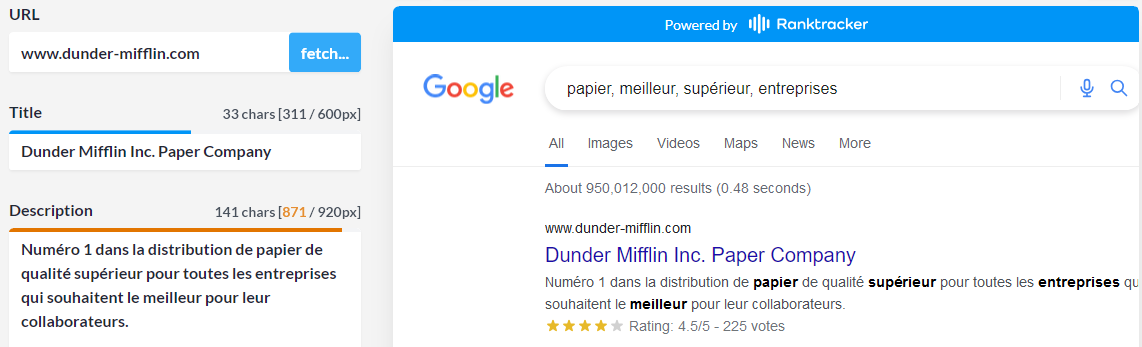 URL
www.dunder-mifflin.com
fetch...
Title
33 chars [311 / 600px]
Dunder Mifflin Inc. Paper Company
Description
141 chars [871 / 920px]
Numéro 1 dans la distribution de papier de
qualité supérieur pour toutes les entreprises
qui souhaitent le meilleur pour leur
collaborateurs.
Powered by Ranktracker
Google
papier, meilleur, supérieur, entreprises
All Images Videos Maps News More
About 950,012,000 results (0.48 seconds)
www.dunder-mifflin.com
Dunder Mifflin Inc. Paper Company
Numéro 1 dans la distribution de papier de qualité supérieur pour toutes les entreprises qu
souhaitent le meilleur pour leur collaborateurs.
Rating: 4.5/5 - 225 votes